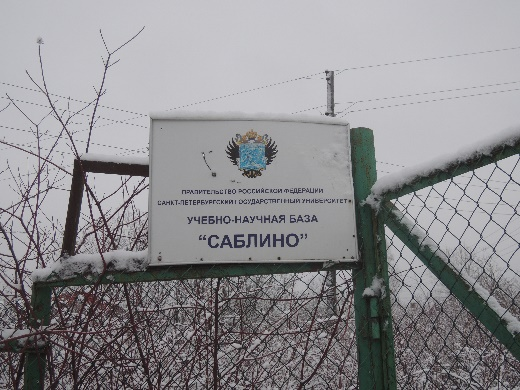 ПРАВИТЕЛЬСТВО РОССИЙСКОЙ ФЕДЕРАЦИИ
САНКТ-ПЕТЕРБУРГСКИЙ ГОСУДАРСТВЕННЫЙ УНИВЕРСИТЕТ
УЧЕБНО-НАУЧНАЯ БАЗА
"САБЛИНО"